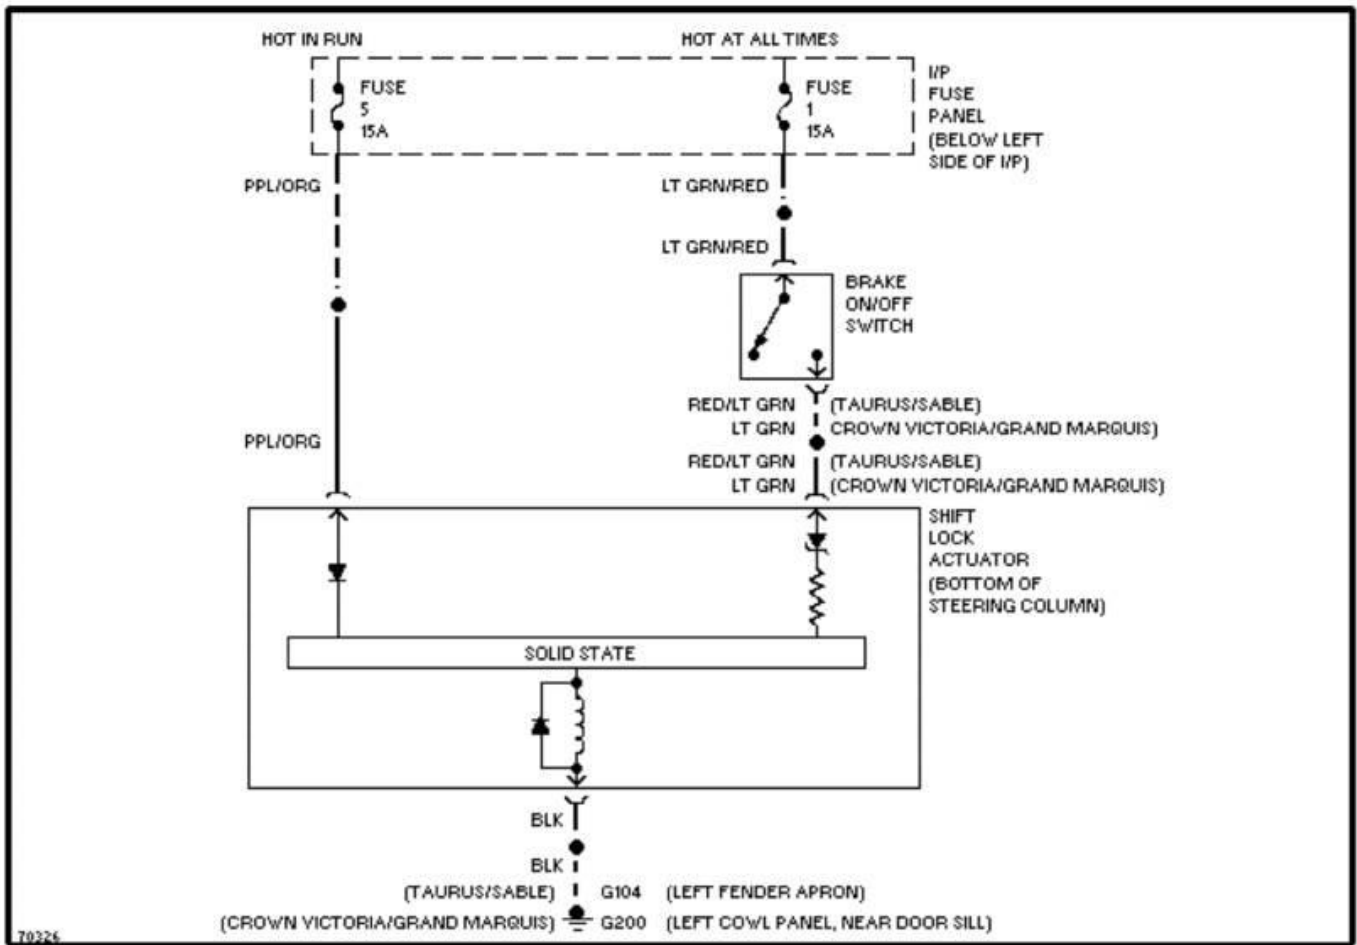 HOT IN RUN
HOT AT ALL TIMES
FUSE
5
15A
FUSE
1
15A
I/P
FUSE
PANEL
(BELOW LEFT
SIDE OF I/P)
PPL/ORG
LT GRN/RED
LT GRN/RED
BRAKE
ON/OFF
SWITCH
RED/LT GRN (TAURUS/SABLE)
LT GRN CROWN VICTORIA/GRAND MARQUIS)
PPL/ORG
RED/LT GRN (TAURUS/SABLE)
LT GRN (CROWN VICTORIA/GRAND MARQUIS)
SHIFT
LOCK
ACTUATOR
(BOTTOM OF
STEERING COLUMN)
SOLID STATE
BLK
BLK
(TAURUS/SABLE) G104 (LEFT FENDER APRON)
(CROWN VICTORIA/GRAND MARQUIS) G200 (LEFT COWL PANEL, NEAR DOOR SILL)
70326